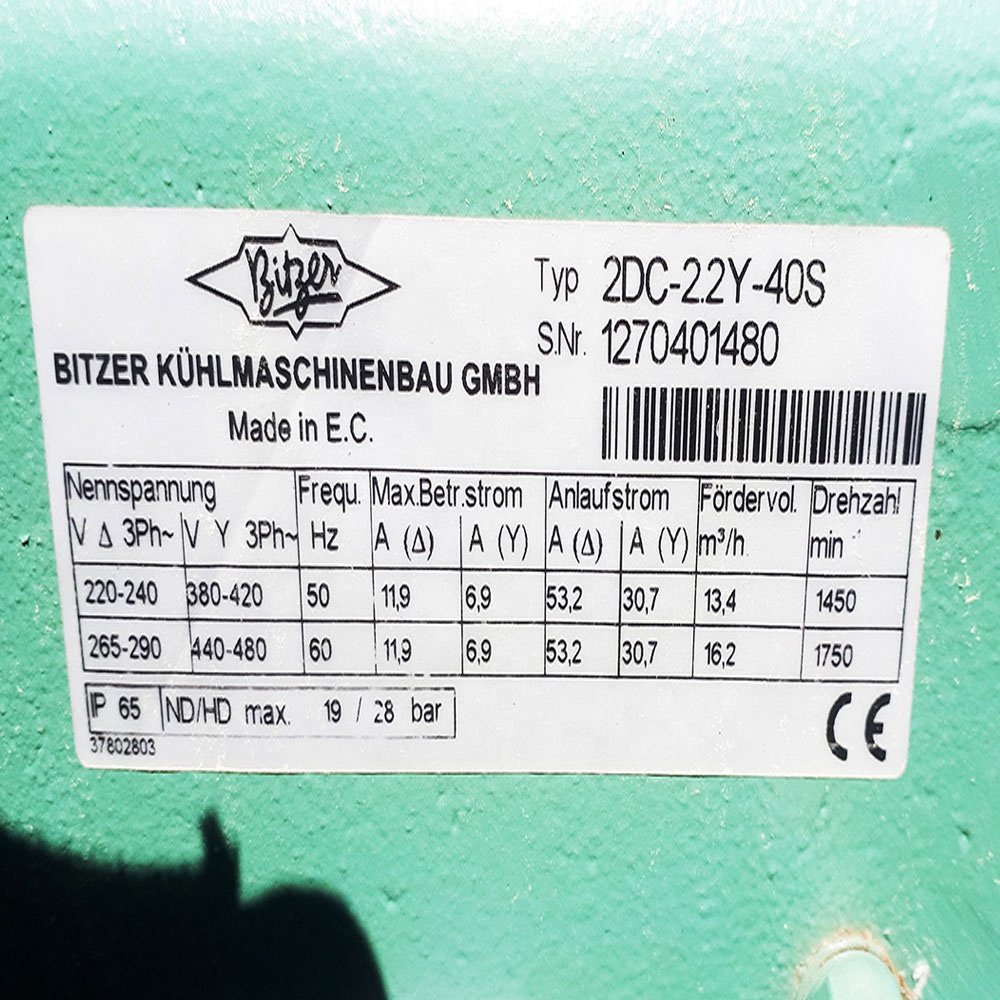 Bitzer
BITZER KÜHLMASCHINENBAU GMBH
Made in E.C.
Typ 2DC-2.2Y-40S
S.Nr. 1270401480
Nennspannung Frequ. Max.Betr.strom Anlaufstrom Fördervol. Drehzahl
V Δ 3Ph~ V Y 3Ph~ Hz A (Δ) A (Y) A (Δ) A (Y) m³/h min
220-240 380-420 50 11,9 6,9 53,2 30,7 13,4 1450
265-290 440-480 60 11,9 6,9 53,2 30,7 16,2 1750
IP 65 ND/HD max. 19 / 28 bar
37802803
CE